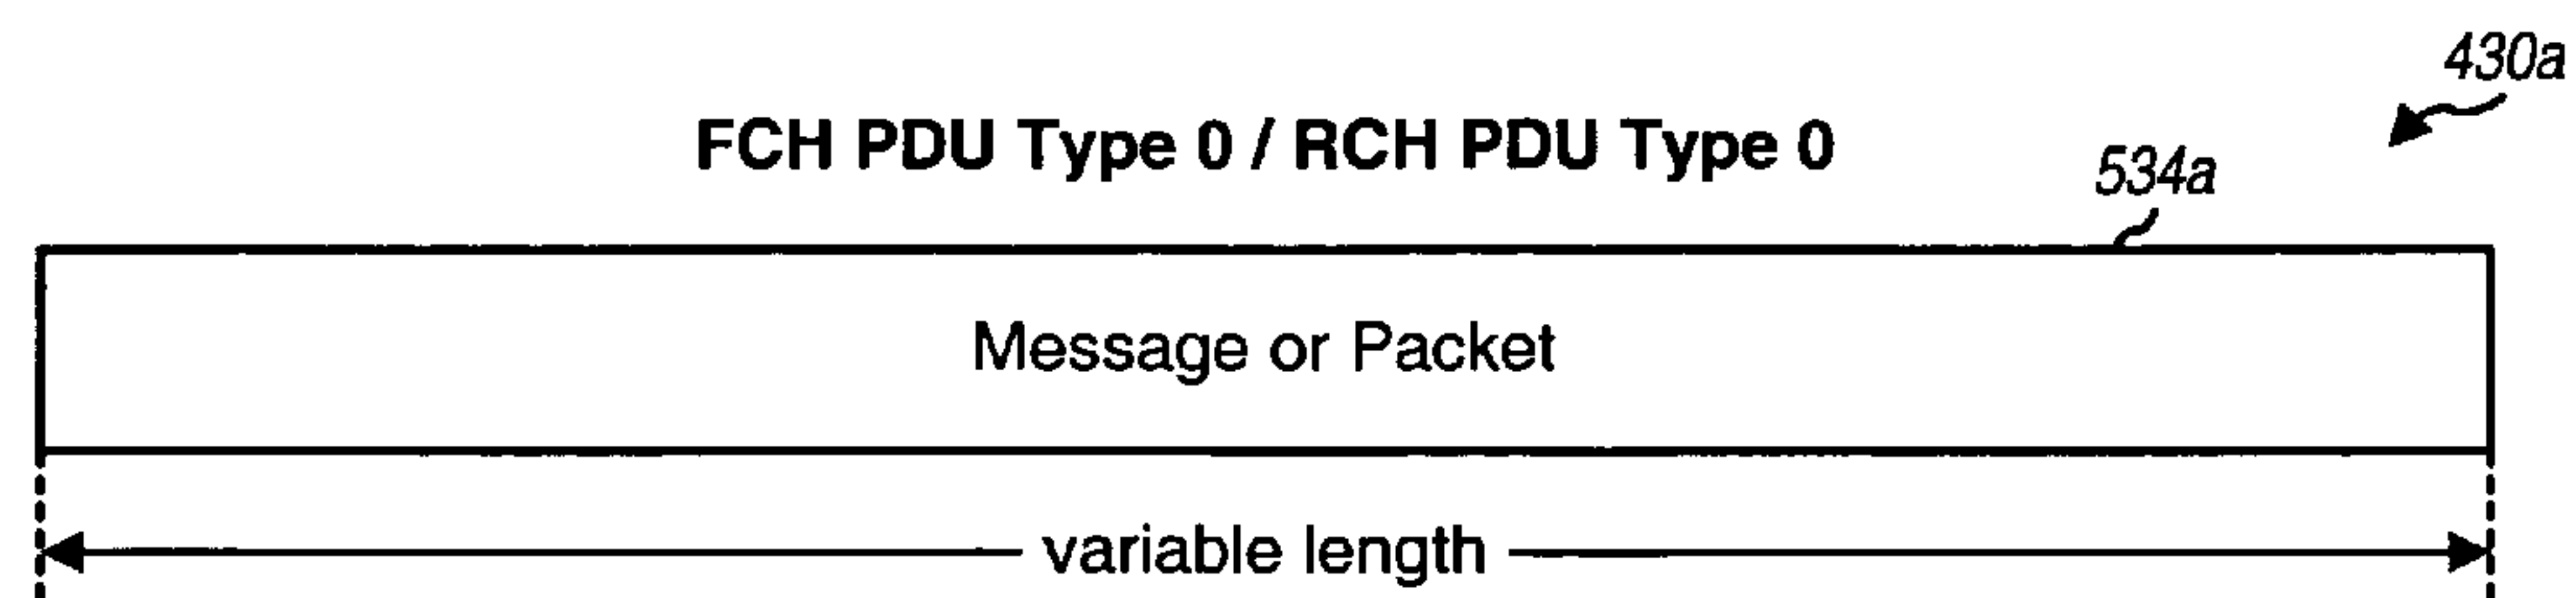 430a
FCH PDU Type 0 / RCH PDU Type 0
534a
Message or Packet
variable length